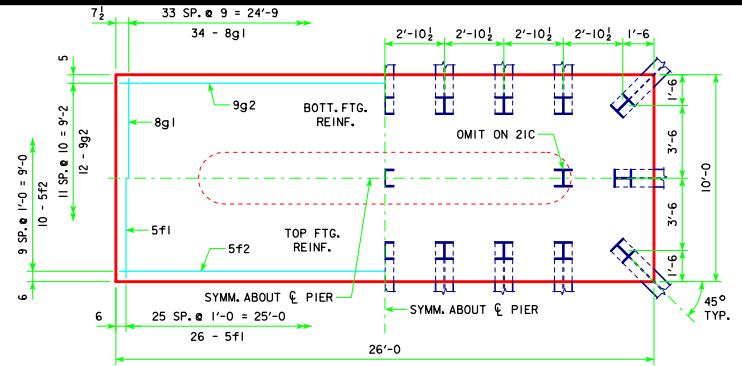 7½
33 SP. @ 9 = 24'-9
34 - 8g1
2'-10½
2'-10½
2'-10½
2'-10½
1'-6
5
11 SP. @ 10 = 9'-2
12 - 9g2
9 SP. @ 1'-0 = 9'-0
10 - 5f2
6
9g2
8g1
BOTT. FTG.
REINF.
OMIT ON 21C
1'-6
3'-6
3'-6
1'-6
10'-0
5f1
TOP FTG.
REINF.
5f2
SYMM. ABOUT ℄ PIER
SYMM. ABOUT ℄ PIER
45°
TYP.
6
25 SP. @ 1'-0 = 25'-0
26 - 5f1
26'-0